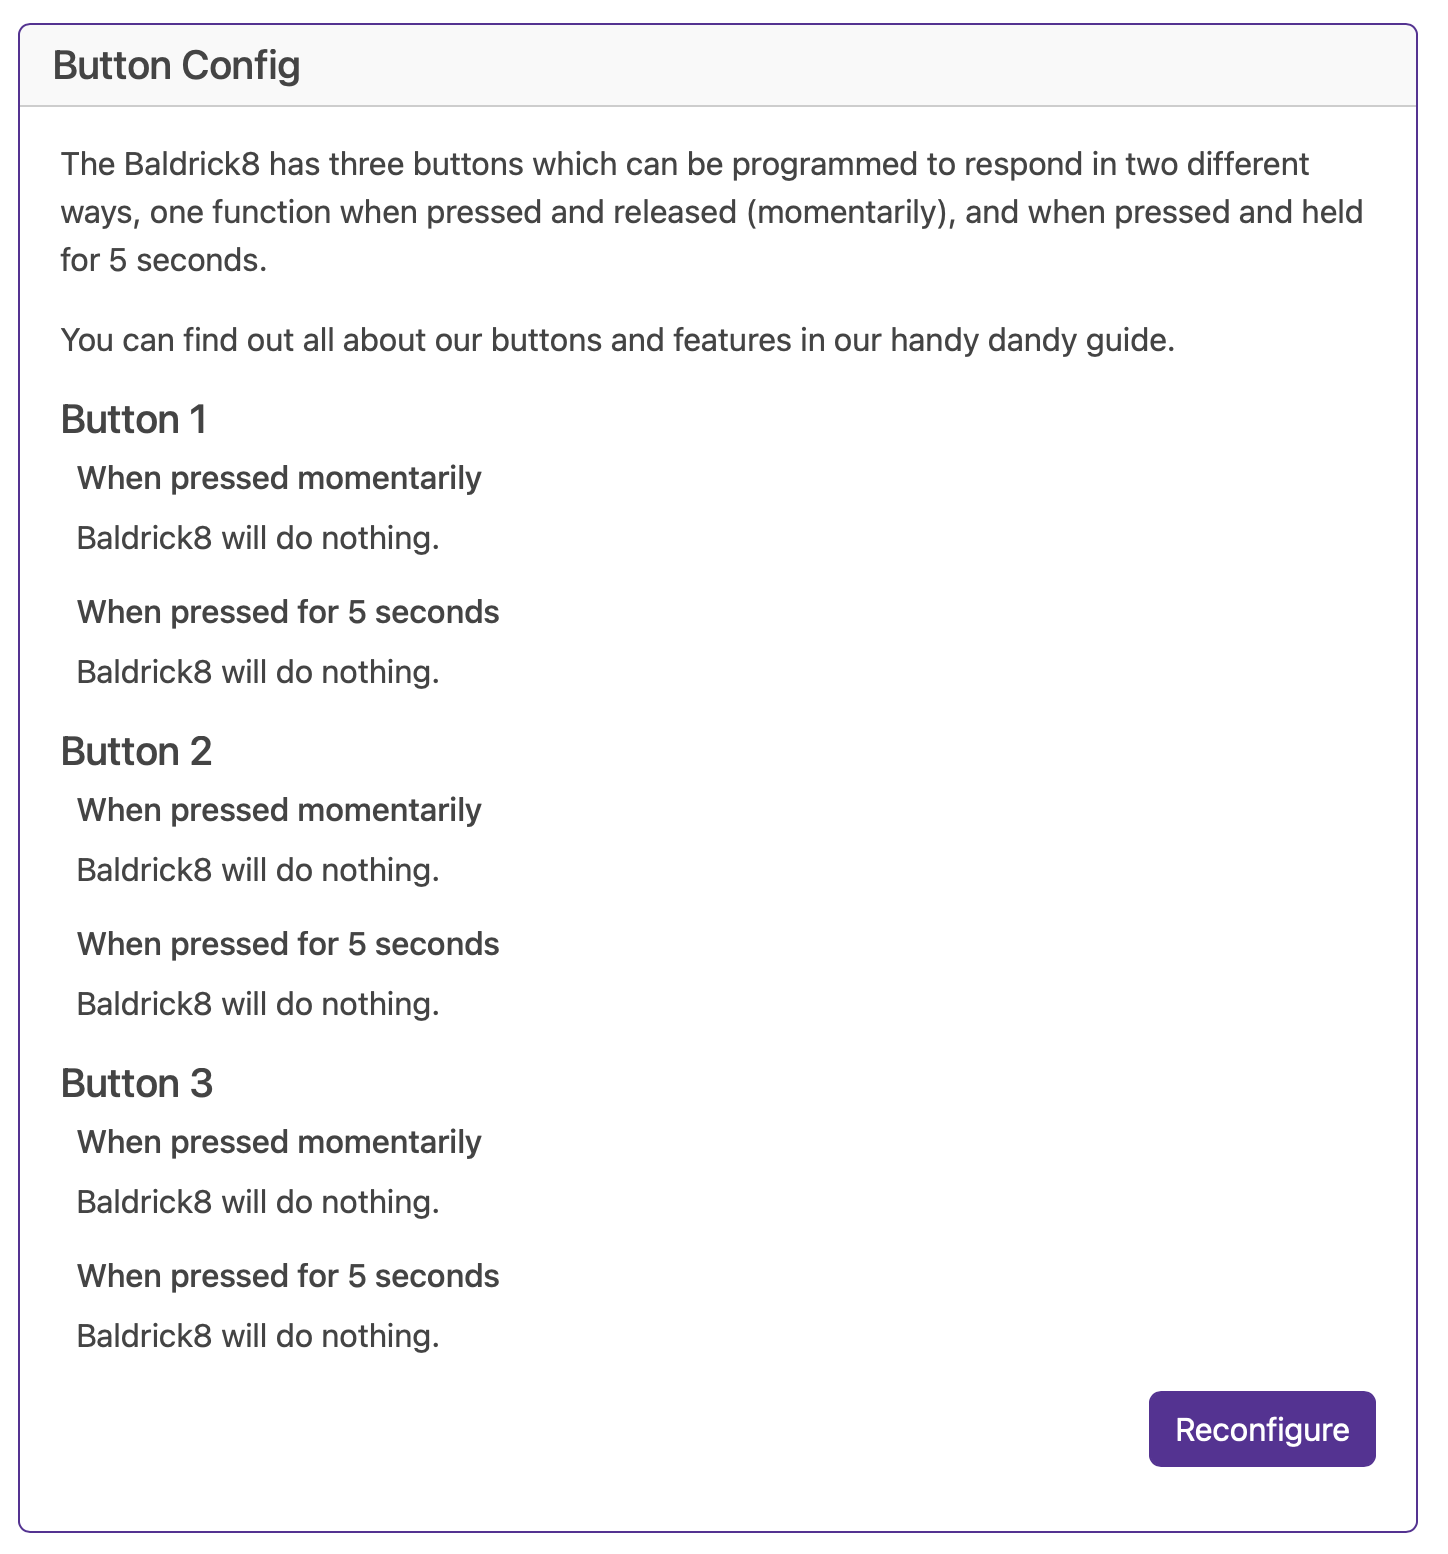 Button Config
The Baldrick8 has three buttons which can be programmed to respond in two different
ways, one function when pressed and released (momentarily), and when pressed and held
for 5 seconds.
You can find out all about our buttons and features in our handy dandy guide.
Button 1
When pressed momentarily
Baldrick8 will do nothing.
When pressed for 5 seconds
Baldrick8 will do nothing.
Button 2
When pressed momentarily
Baldrick8 will do nothing.
When pressed for 5 seconds
Baldrick8 will do nothing.
Button 3
When pressed momentarily
Baldrick8 will do nothing.
When pressed for 5 seconds
Baldrick8 will do nothing.
Reconfigure